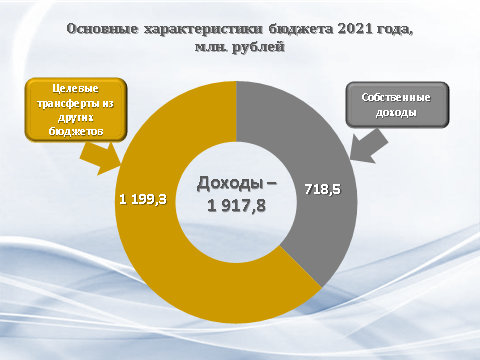 Основные характеристики бюджета 2021 года,
млн. рублей
Целевые
трансферты из
других
бюджетов
Собственные
доходы
Доходы –
1 917,8
1 199,3
718,5